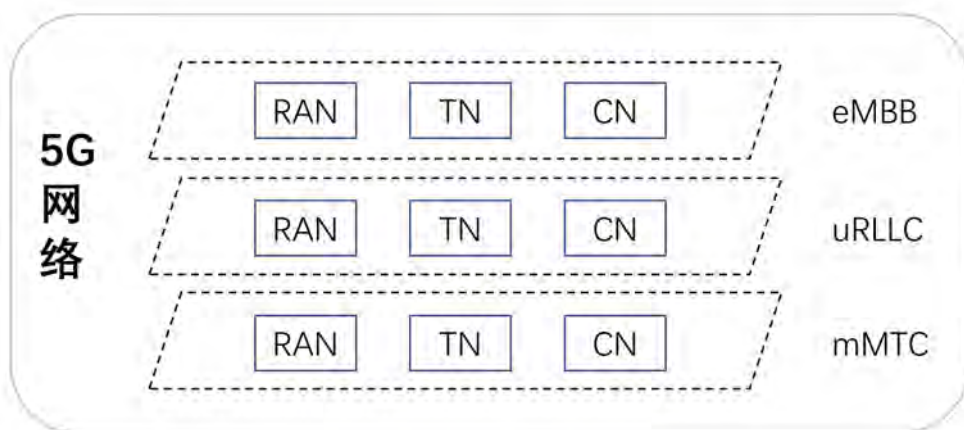 5G
网
络
RAN TN CN eMBB
RAN TN CN uRLLC
RAN TN CN mMTC